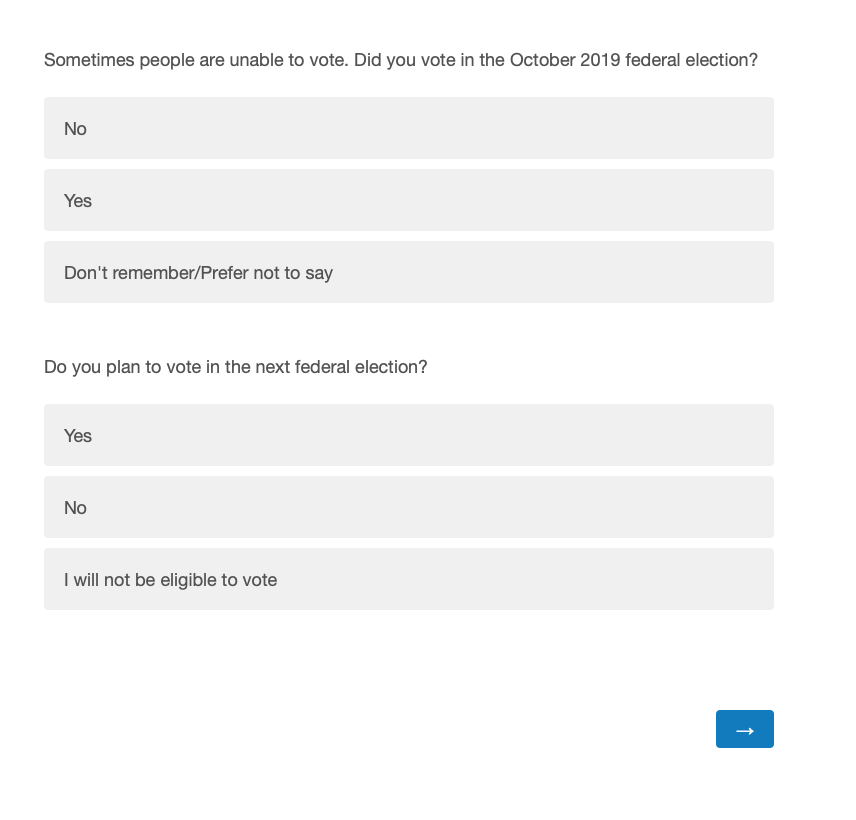 Sometimes people are unable to vote. Did you vote in the October 2019 federal election?
No
Yes
Don't remember/Prefer not to say
Do you plan to vote in the next federal election?
Yes
No
I will not be eligible to vote
→